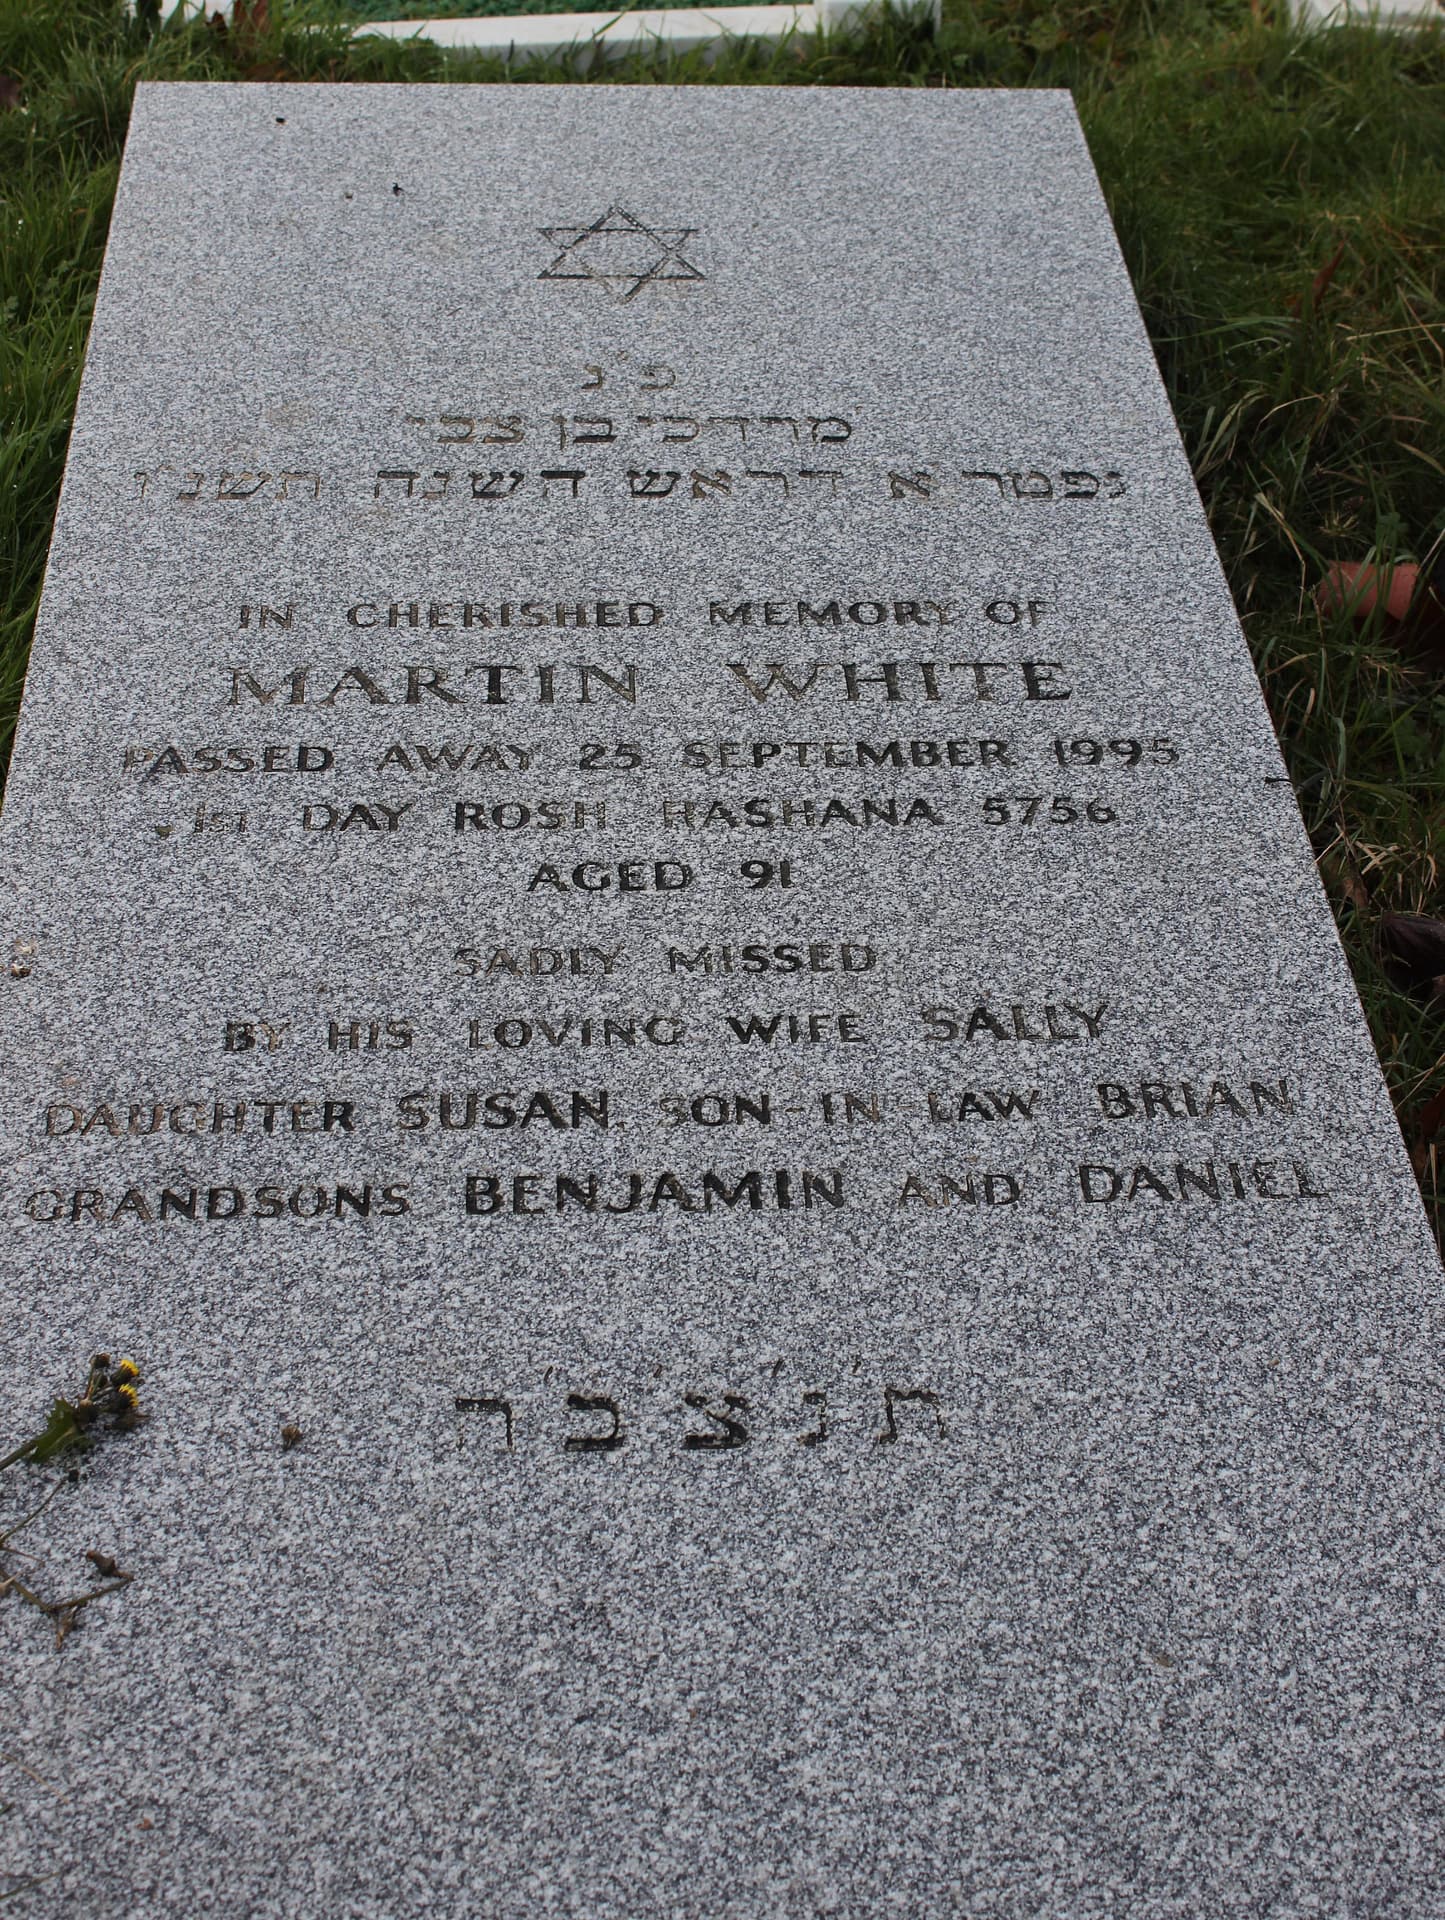 פ נ
מרדכי בן צבי
נפטר א' דראש השנה תשנ"ו
IN CHERISHED MEMORY OF
MARTIN WHITE
PASSED AWAY 25 SEPTEMBER 1995
1st DAY ROSH HASHANA 5756
AGED 91
SADLY MISSED
BY HIS LOVING WIFE SALLY
DAUGHTER SUSAN, SON-IN-LAW BRIAN
GRANDSONS BENJAMIN AND DANIEL
ת'נ'צ'ב'ה